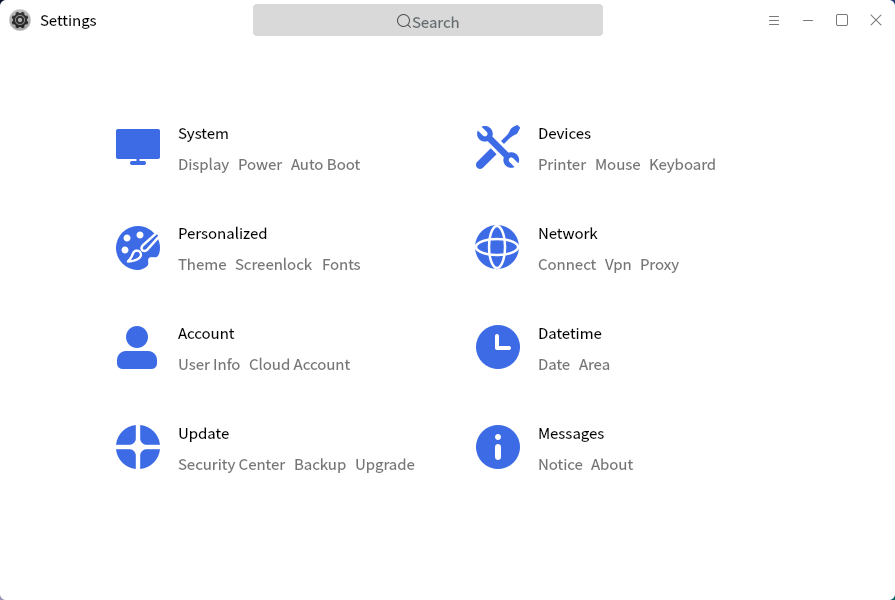 Settings
Search
System
Display Power Auto Boot
Devices
Printer Mouse Keyboard
Personalized
Theme Screenlock Fonts
Network
Connect Vpn Proxy
Account
User Info Cloud Account
Datetime
Date Area
Update
Security Center Backup Upgrade
Messages
Notice About